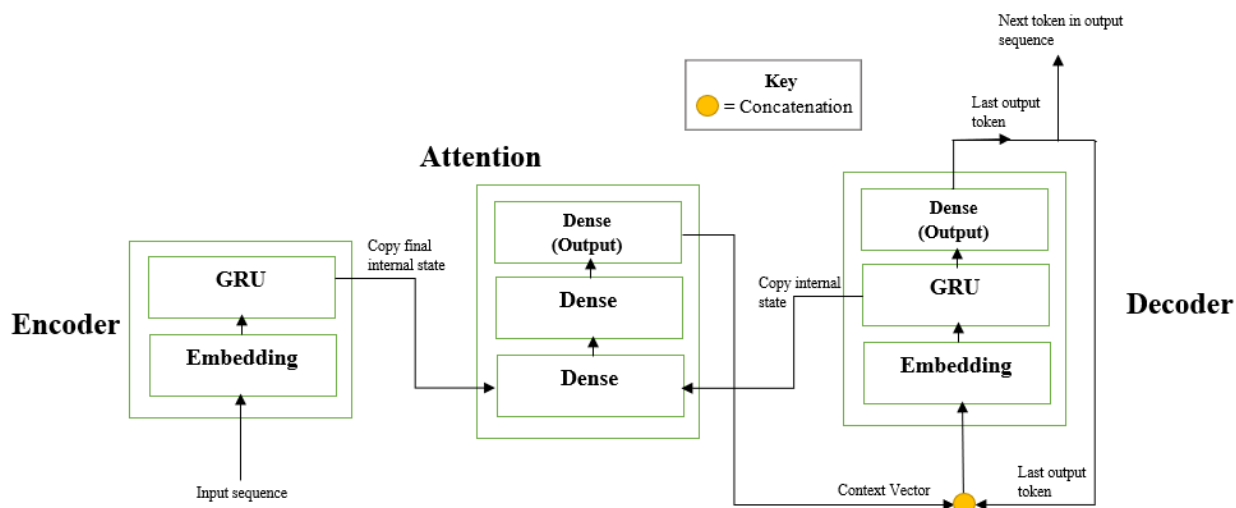 Next token in output
sequence
Key
= Concatenation
Last output
token
Attention
Dense
(Output)
Dense
(Output)
Copy final
internal state
GRU
Dense
Copy internal
state
GRU
Encoder
Decoder
Embedding
Dense
Embedding
Input sequence
Context Vector
Last output
token